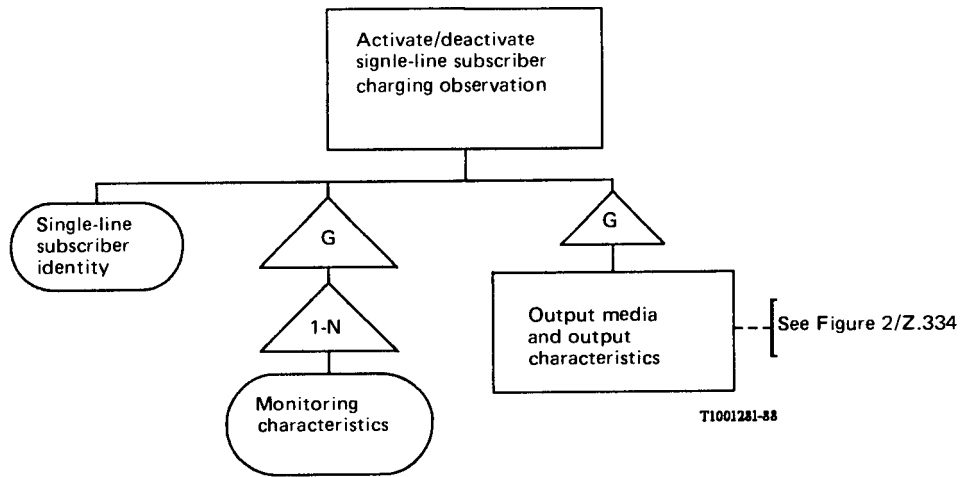 Activate/deactivate
signle-line subscriber
charging observation
Single-line
subscriber
identity
G
1-N
Monitoring
characteristics
G
Output media
and output
characteristics
See Figure 2/Z.334
T1001281-88